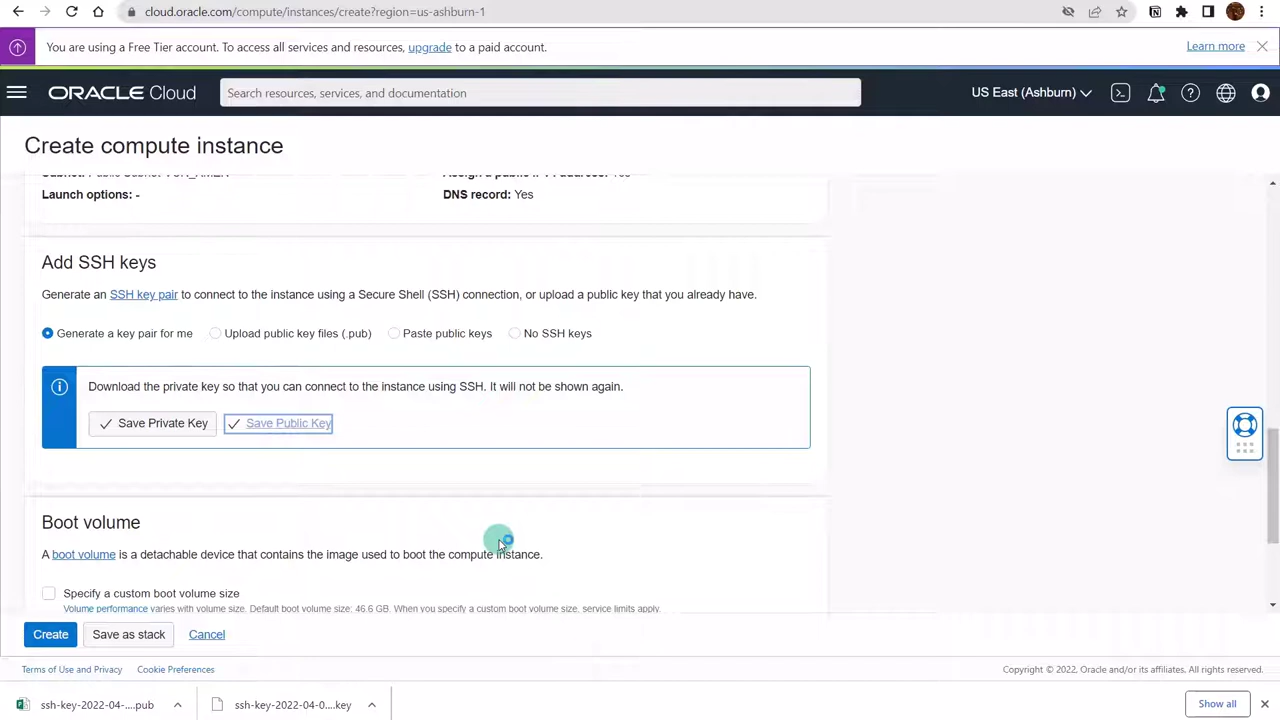 cloud.oracle.com/compute/instances/create?region=us-ashburn-1
You are using a Free Tier account. To access all services and resources, upgrade to a paid account.
Learn more
ORACLE Cloud
Search resources, services, and documentation
US East (Ashburn)
Create compute instance
Launch options: -
DNS record: Yes
Add SSH keys
Generate an SSH key pair to connect to the instance using a Secure Shell (SSH) connection, or upload a public key that you already have.
Generate a key pair for me
Upload public key files (.pub)
Paste public keys
No SSH keys
Download the private key so that you can connect to the instance using SSH. It will not be shown again.
Save Private Key
Save Public Key
Boot volume
A boot volume is a detachable device that contains the image used to boot the compute instance.
Specify a custom boot volume size
Volume performance varies with volume size. Default boot volume size: 46.6 GB. When you specify a custom boot volume size, service limits apply.
Create
Save as stack
Cancel
Terms of Use and Privacy
Cookie Preferences
Copyright © 2022, Oracle and/or its affiliates. All rights reserved.
ssh-key-2022-04-....pub
ssh-key-2022-04-0....key
Show all